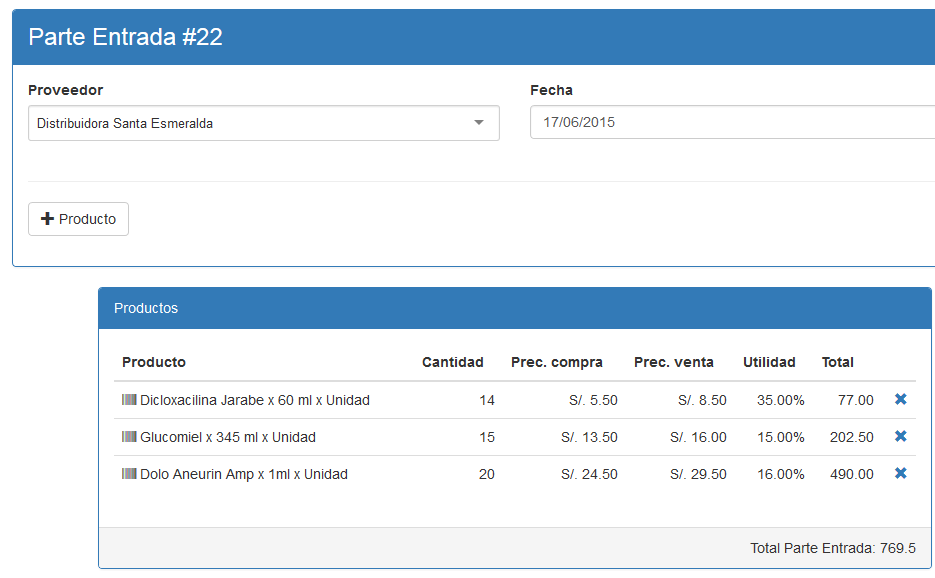 Parte Entrada #22
Proveedor Fecha
Distribuidora Santa Esmeralda 17/06/2015
Producto
Productos
Producto Cantidad Prec. compra Prec. venta Utilidad Total
Dicloxacilina Jarabe x 60 ml x Unidad 14 S/. 5.50 S/. 8.50 35.00% 77.00
Glucomiel x 345 ml x Unidad 15 S/. 13.50 S/. 16.00 15.00% 202.50
Dolo Aneurin Amp x 1ml x Unidad 20 S/. 24.50 S/. 29.50 16.00% 490.00
Total Parte Entrada: 769.5